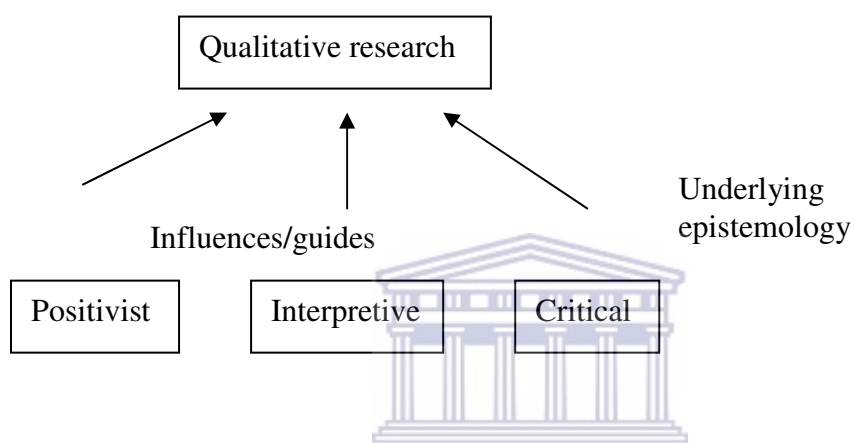 Qualitative research
Underlying
epistemology
Influences/guides
Positivist
Interpretive
Critical